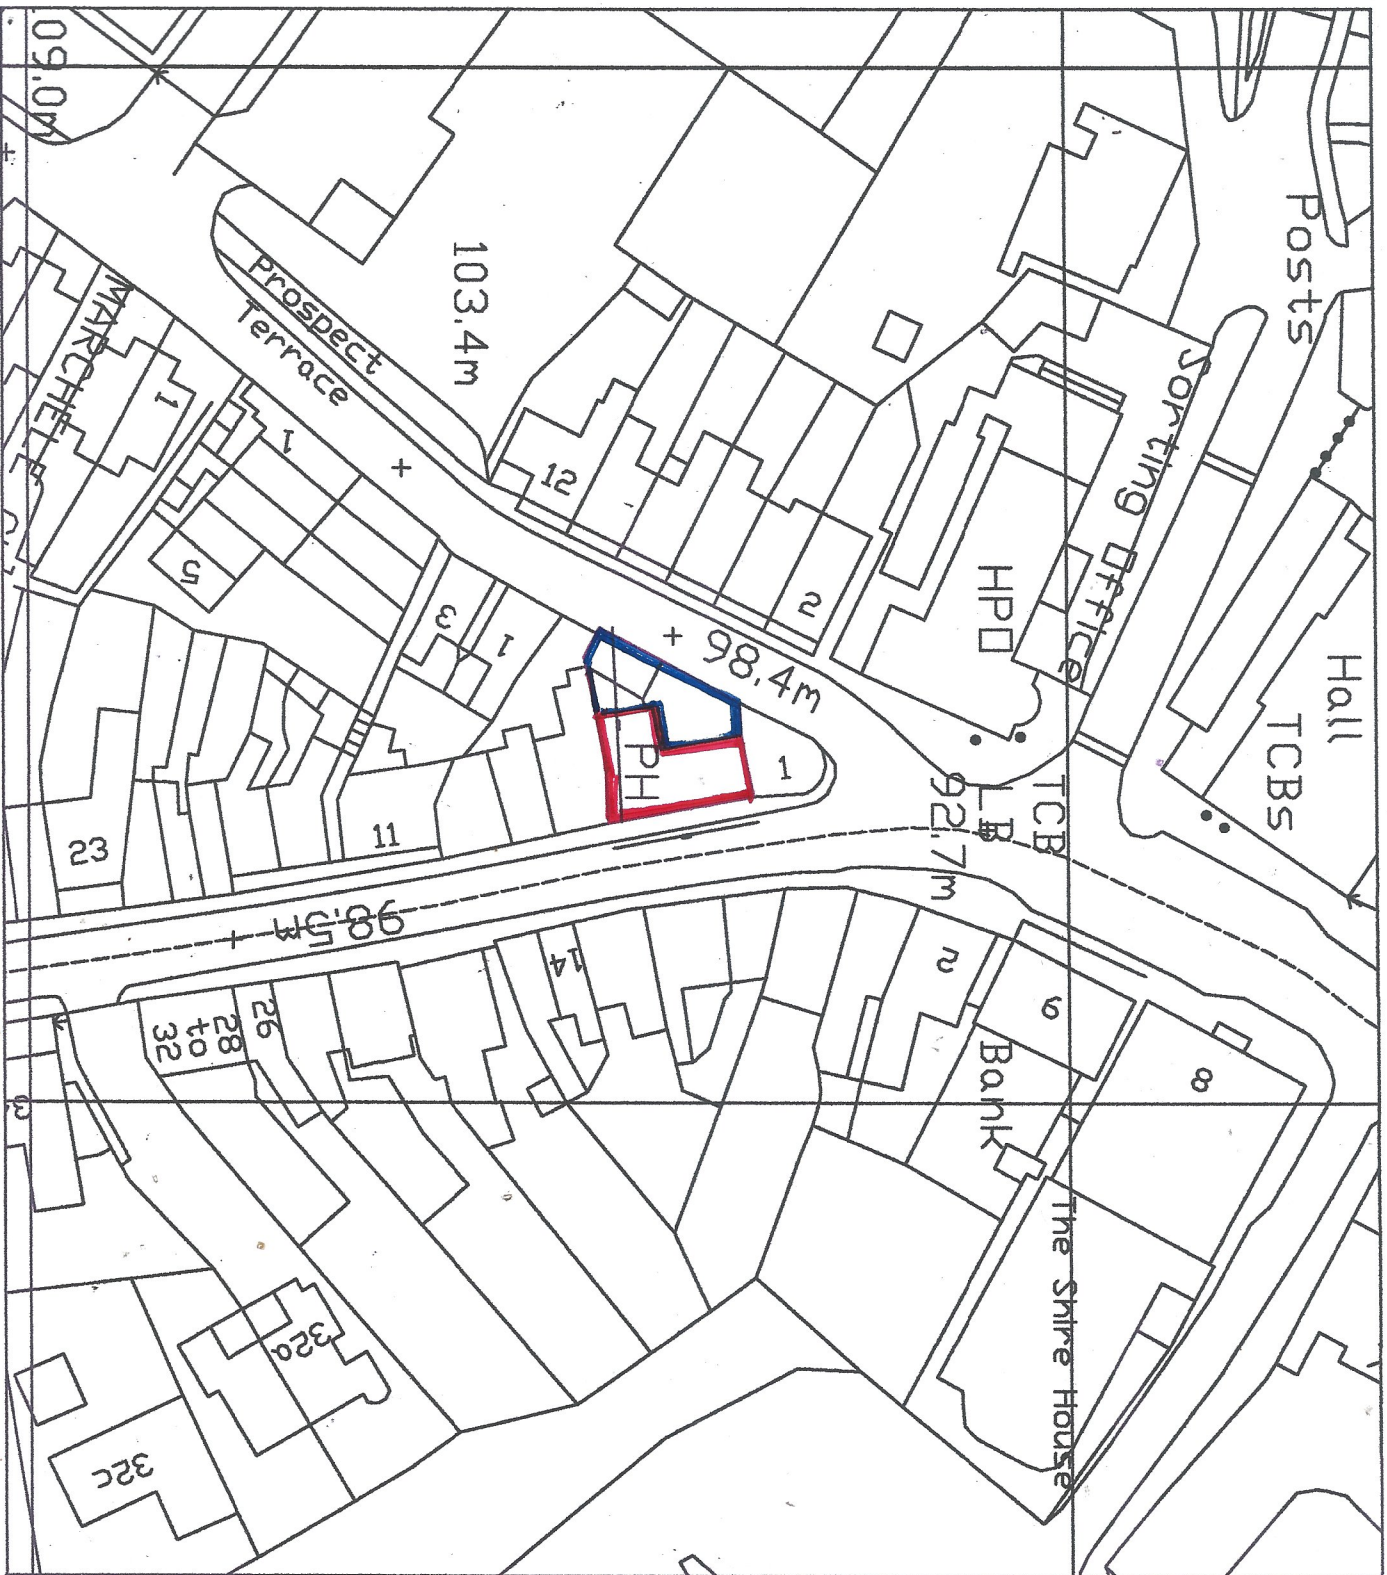 09.0m
Posts
Prospect
Terrace
103.4m
Sorting Office
1
1
12
5
3
1
2
HPO
Hall
TCBs
98.4m
PH
1
TCB
LB
92.7m
23
11
98.5m
14
2
6
8
Bank
26
28
to
32
The Shire House
32a
32c